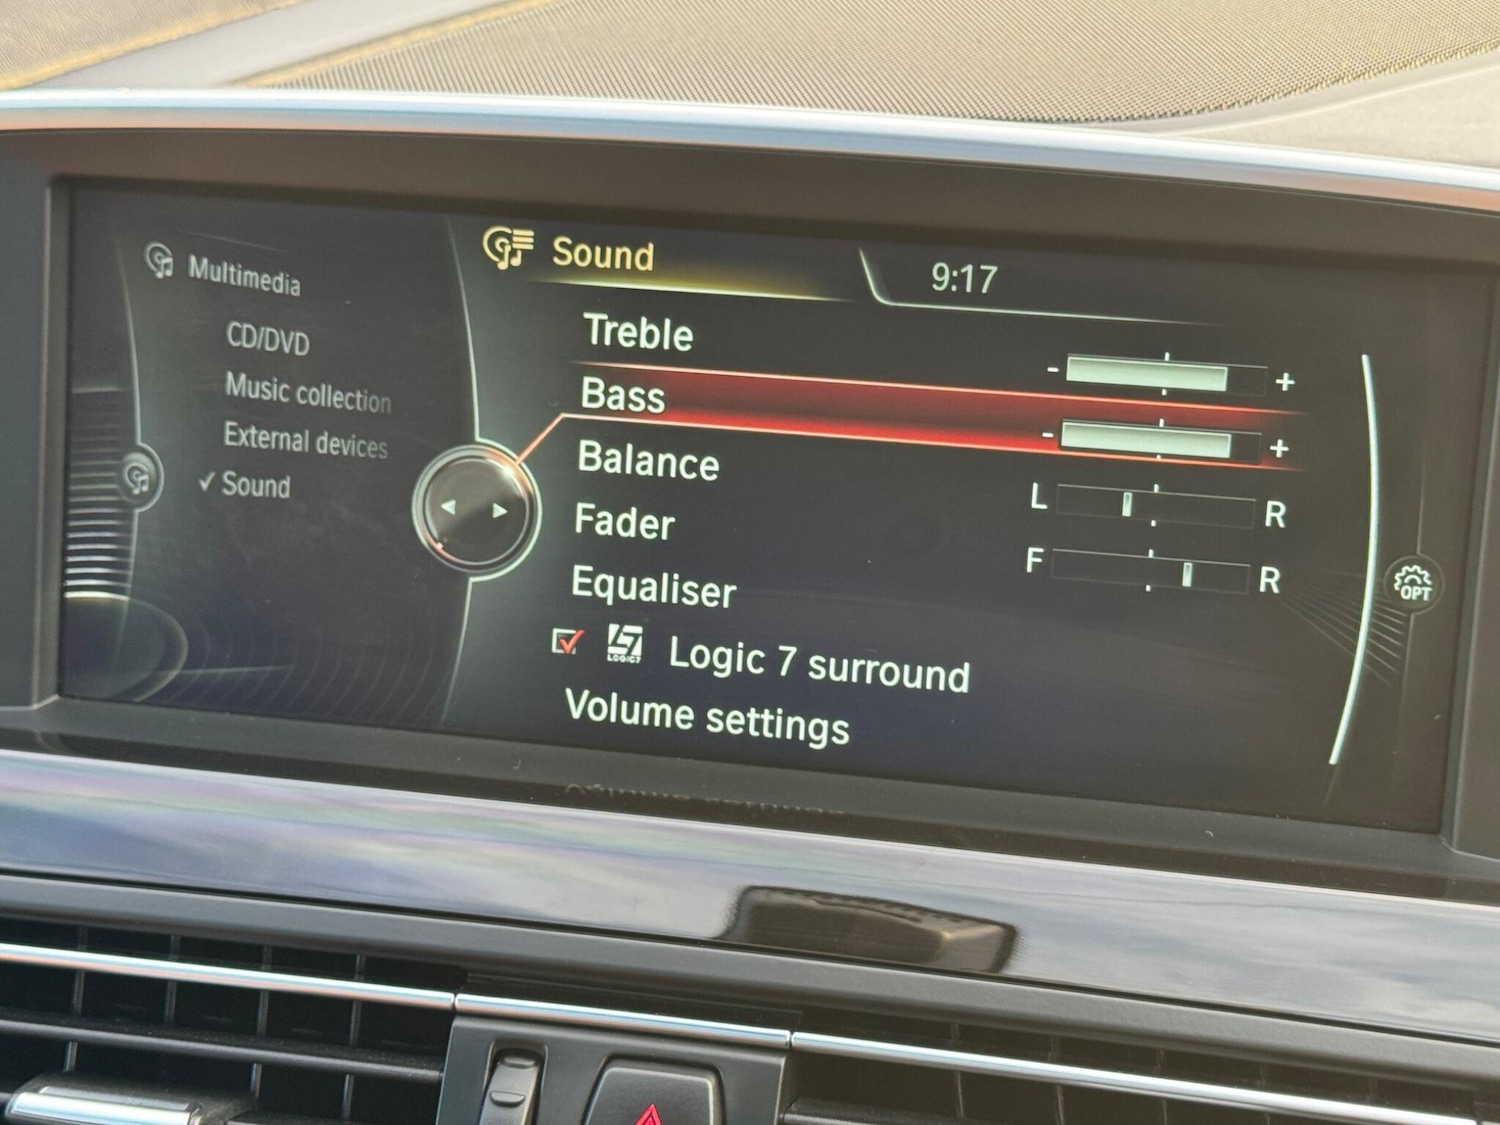 Multimedia
CD/DVD
Music collection
External devices
✓ Sound
Sound
9:17
Treble - +
Bass - +
Balance L R
Fader F R
Equaliser
LOGIC7 Logic 7 surround
Volume settings
OPT